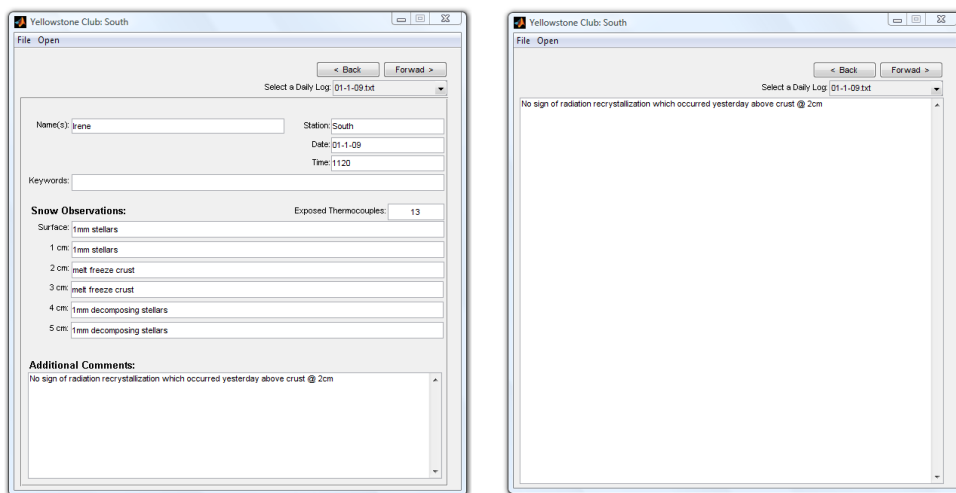 Yellowstone Club: South
File Open
< Back Forwad >
Select a Daily Log: 01-1-09.txt
Name(s): Irene Station: South
Date: 01-1-09
Time: 1120
Keywords:
Snow Observations: Exposed Thermocouples: 13
Surface: 1mm stellars
1 cm: 1mm stellars
2 cm: melt freeze crust
3 cm: melt freeze crust
4 cm: 1mm decomposing stellars
5 cm: 1mm decomposing stellars
Additional Comments:
No sign of radiation recrystallization which occurred yesterday above crust @ 2cm
Yellowstone Club: South
File Open
< Back Forwad >
Select a Daily Log: 01-1-09.txt
No sign of radiation recrystallization which occurred yesterday above crust @ 2cm